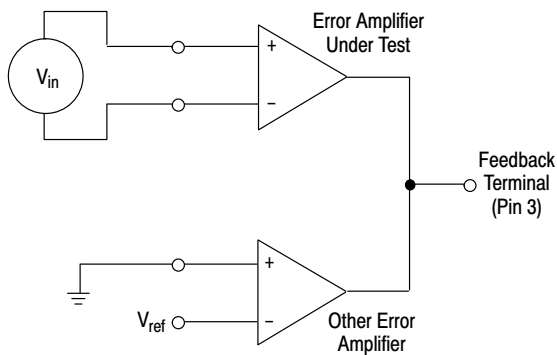 Error Amplifier
Under Test
+
V_in
−
Feedback
Terminal
(Pin 3)
+
V_ref
−
Other Error
Amplifier